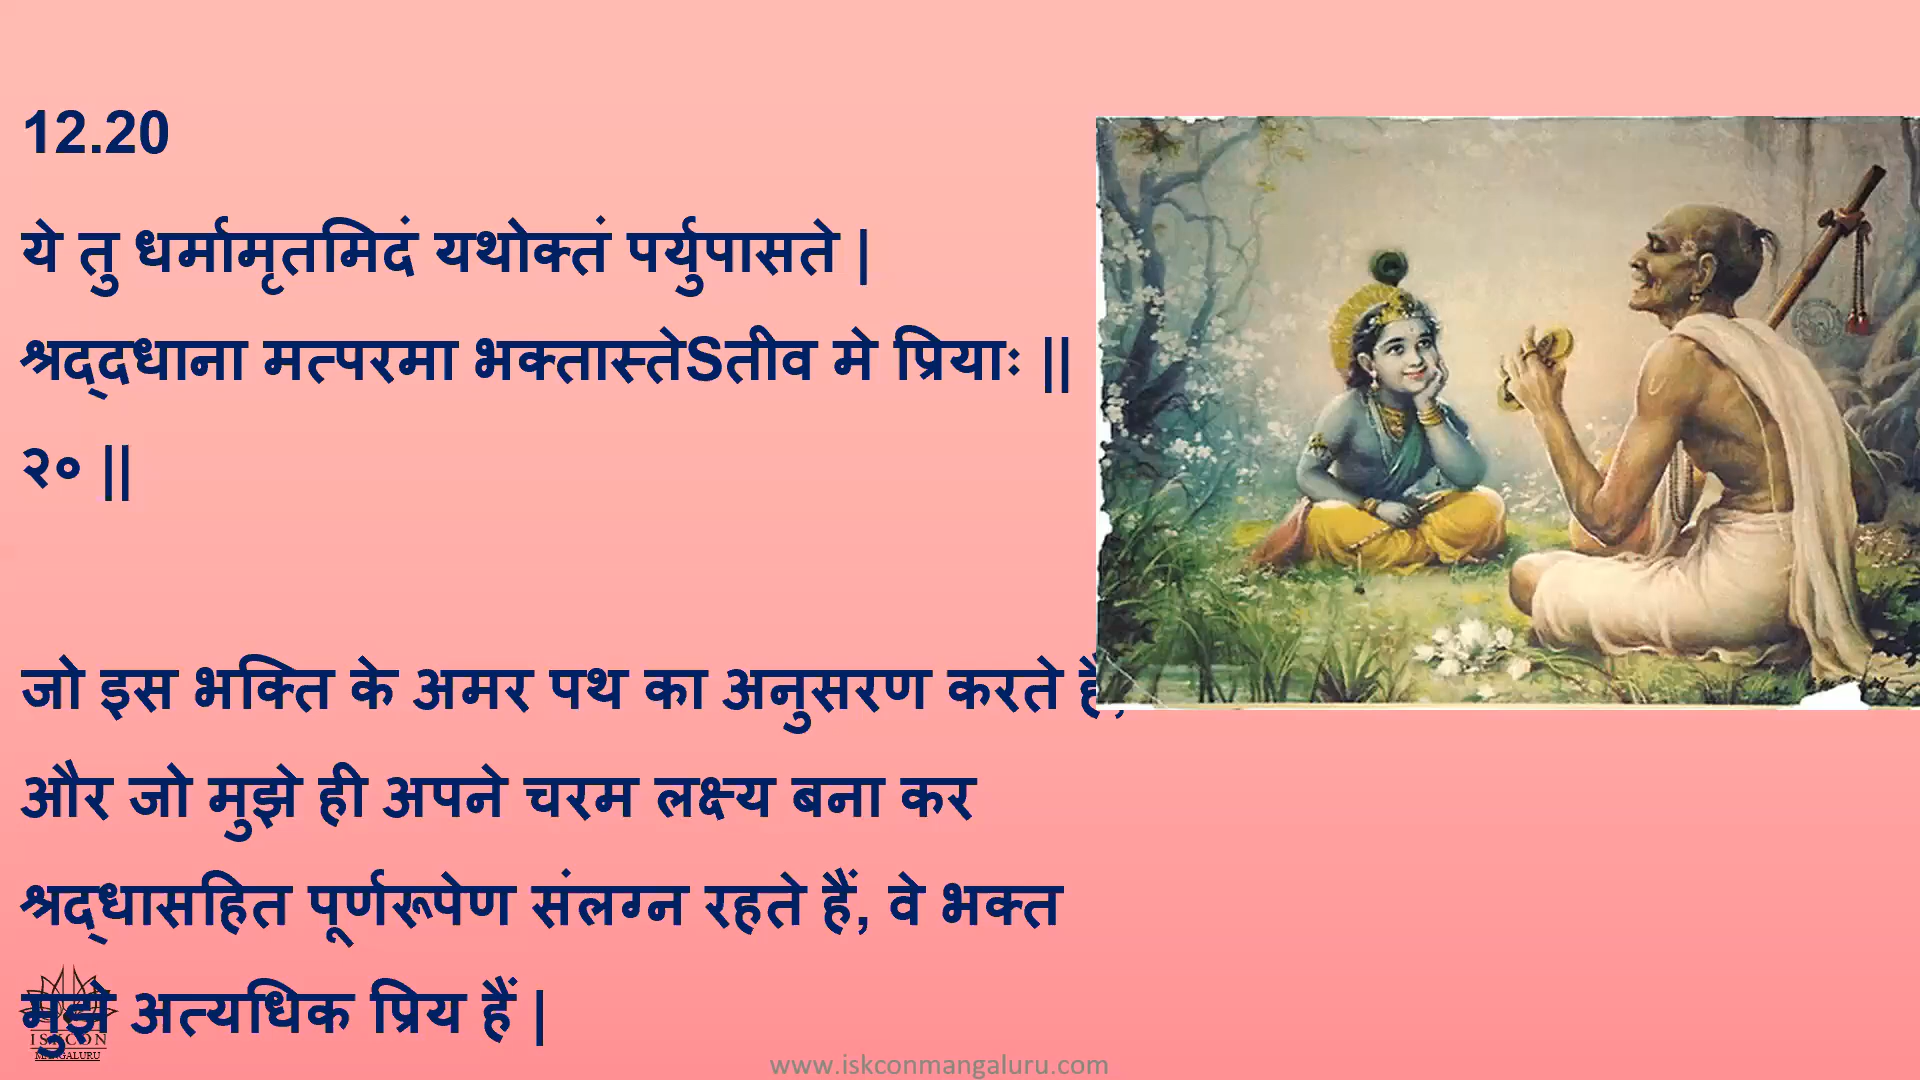 12.20
ये तु धर्मामृतमिदं यथोक्तं पर्युपासते |
श्रद्दधाना मत्परमा भक्तास्तेSतीव मे प्रियाः ||
२० ||
जो इस भक्ति के अमर पथ का अनुसरण करते हैं,
और जो मुझे ही अपने चरम लक्ष्य बना कर
श्रद्धासहित पूर्णरूपेण संलग्न रहते हैं, वे भक्त
मुझे अत्यधिक प्रिय हैं |
ISKCON
MANGALURU
www.iskconmangaluru.com